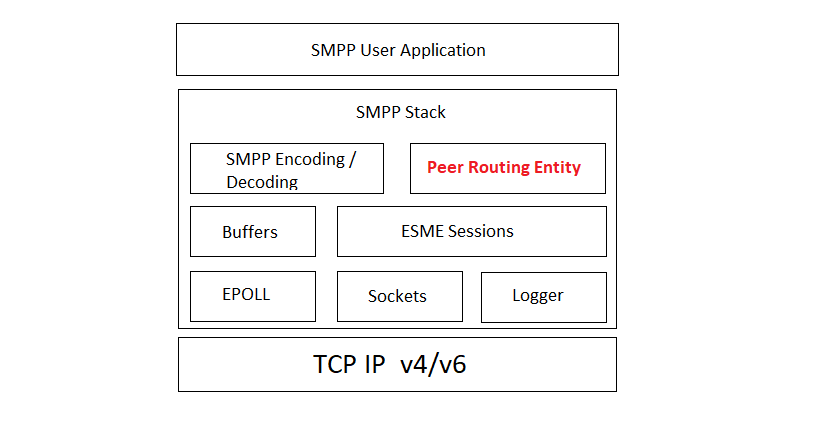 SMPP User Application
SMPP Stack
SMPP Encoding /
Decoding
Peer Routing Entity
Buffers
ESME Sessions
EPOLL
Sockets
Logger
TCP IP v4/v6